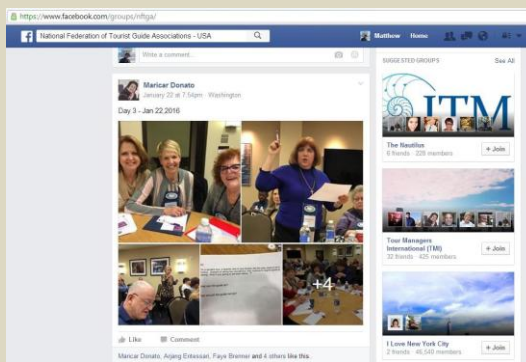 https://www.facebook.com/groups/nftga/
National Federation of Tourist Guide Associations - USA
Matthew Home
Write a comment...
Maricar Donato
January 22 at 7:54pm · Washington
Day 3 - Jan 22,2016
+4
Like Comment
Maricar Donato, Arjang Entessari, Faye Brenner and 4 others like this.
SUGGESTED GROUPS See All
ITM
The Nautilus
6 friends · 228 members
+ Join
Tour Managers
International (TMI)
32 friends · 425 members
+ Join
I Love New York City
2 friends · 46,540 members
+ Join